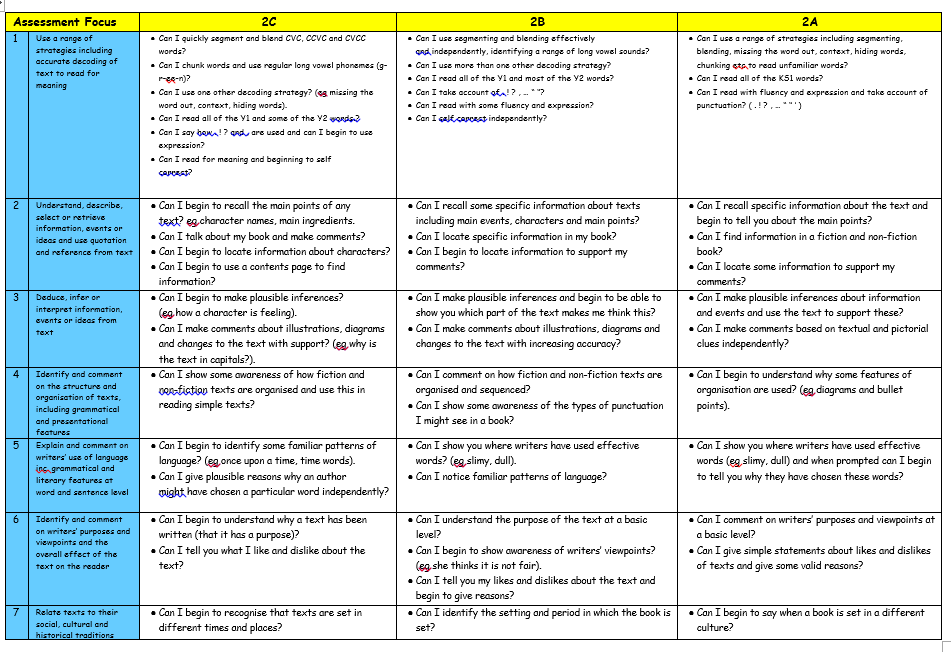 Assessment Focus
2C
2B
2A
1
Use a range of
strategies including
accurate decoding of
text to read for
meaning
• Can I quickly segment and blend CVC, CCVC and CVCC
words?
• Can I chunk words and use regular long vowel phonemes (g-
r-ee-n)?
• Can I use one other decoding strategy? (eg missing the
word out, context, hiding words).
• Can I read all of the Y1 and some of the Y2 words?
• Can I say how . ! ? and , are used and can I begin to use
expression?
• Can I read for meaning and beginning to self
correct?
• Can I use segmenting and blending effectively
and independently, identifying a range of long vowel sounds?
• Can I use more than one other decoding strategy?
• Can I read all of the Y1 and most of the Y2 words?
• Can I take account of . ! ? , … “ ”?
• Can I read with some fluency and expression?
• Can I self correct independently?
• Can I use a range of strategies including segmenting,
blending, missing the word out, context, hiding words,
chunking etc to read unfamiliar words?
• Can I read all of the KS1 words?
• Can I read with fluency and expression and take account of
punctuation? ( . ! ? , … “ “ ‘ )
2
Understand, describe,
select or retrieve
information, events or
ideas and use quotation
and reference from text
• Can I begin to recall the main points of any
text? eg character names, main ingredients.
• Can I talk about my book and make comments?
• Can I begin to locate information about characters?
• Can I begin to use a contents page to find
information?
• Can I recall some specific information about texts
including main events, characters and main points?
• Can I locate specific information in my book?
• Can I begin to locate information to support my
comments?
• Can I recall specific information about the text and
begin to tell you about the main points?
• Can I find information in a fiction and non-fiction
book?
• Can I locate some information to support my
comments?
3
Deduce, infer or
interpret information,
events or ideas from
text
• Can I begin to make plausible inferences?
(eg how a character is feeling).
• Can I make comments about illustrations, diagrams
and changes to the text with support? (eg why is
the text in capitals?).
• Can I make plausible inferences and begin to be able to
show you which part of the text makes me think this?
• Can I make comments about illustrations, diagrams and
changes to the text with increasing accuracy?
• Can I make plausible inferences about information
and events and use the text to support these?
• Can I make comments based on textual and pictorial
clues independently?
4
Identify and comment
on the structure and
organisation of texts,
including grammatical
and presentational
features
• Can I show some awareness of how fiction and
non-fiction texts are organised and use this in
reading simple texts?
• Can I comment on how fiction and non-fiction texts are
organised and sequenced?
• Can I show some awareness of the types of punctuation
I might see in a book?
• Can I begin to understand why some features of
organisation are used? (eg diagrams and bullet
points).
5
Explain and comment on
writers’ use of language
inc grammatical and
literary features at
word and sentence level
• Can I begin to identify some familiar patterns of
language? (eg once upon a time, time words).
• Can I give plausible reasons why an author
might have chosen a particular word independently?
• Can I show you where writers have used effective
words? (eg slimy, dull).
• Can I notice familiar patterns of language?
• Can I show you where writers have used effective
words (eg slimy, dull) and when prompted can I begin
to tell you why they have chosen these words?
6
Identify and comment
on writers’ purposes and
viewpoints and the
overall effect of the
text on the reader
• Can I begin to understand why a text has been
written (that it has a purpose)?
• Can I tell you what I like and dislike about the
text?
• Can I understand the purpose of the text at a basic
level?
• Can I begin to show awareness of writers’ viewpoints?
(eg she thinks it is not fair).
• Can I tell you my likes and dislikes about the text and
begin to give reasons?
• Can I comment on writers’ purposes and viewpoints at
a basic level?
• Can I give simple statements about likes and dislikes
of texts and give some valid reasons?
7
Relate texts to their
social, cultural and
historical traditions
• Can I begin to recognise that texts are set in
different times and places?
• Can I identify the setting and period in which the book is
set?
• Can I begin to say when a book is set in a different
culture?